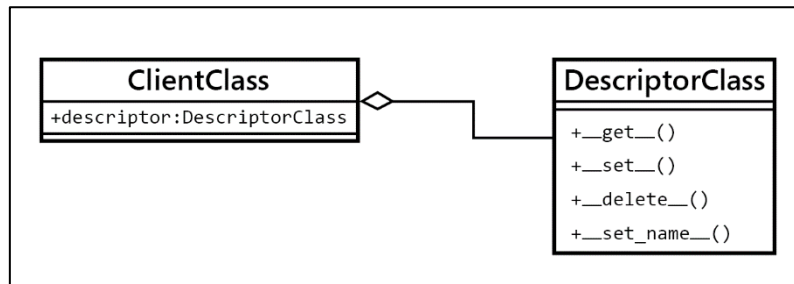 ClientClass
+descriptor:DescriptorClass
DescriptorClass
+__get__()
+__set__()
+__delete__()
+__set_name__()